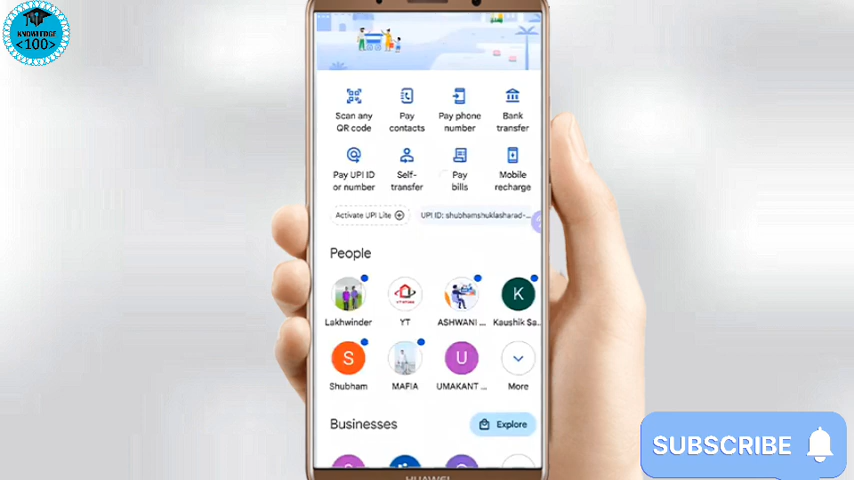 KNOWLEDGE
<100>
Scan any
QR code
Pay
contacts
Pay phone
number
Bank
transfer
Pay UPI ID
or number
Self-
transfer
Pay
bills
Mobile
recharge
Activate UPI Lite
UPI ID: shubhamshuklasharad-...
People
Lakhwinder
YT
ASHWANI ...
Kaushik Sa..
Shubham
MAFIA
UMAKANT ...
More
K
S
U
Businesses
Explore
SUBSCRIBE
HUAWEI